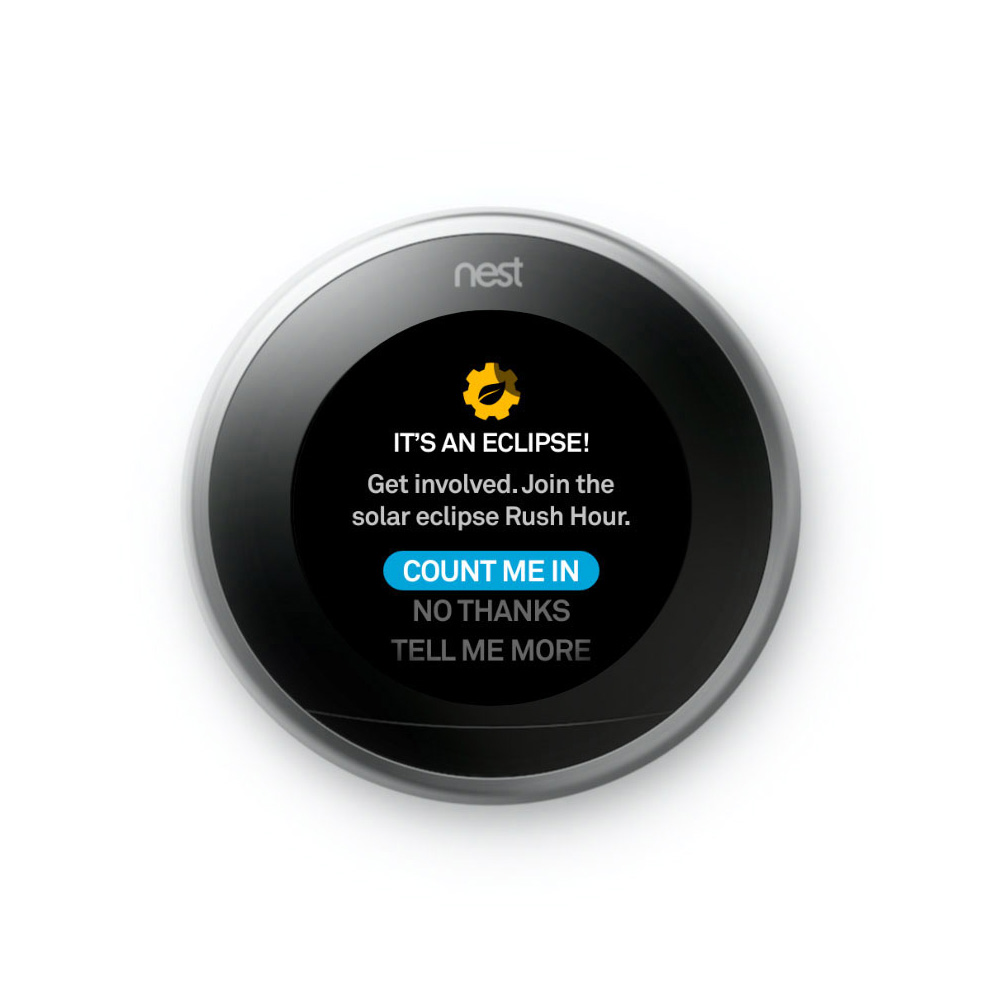 nest
IT'S AN ECLIPSE!
Get involved. Join the
solar eclipse Rush Hour.
COUNT ME IN
NO THANKS
TELL ME MORE